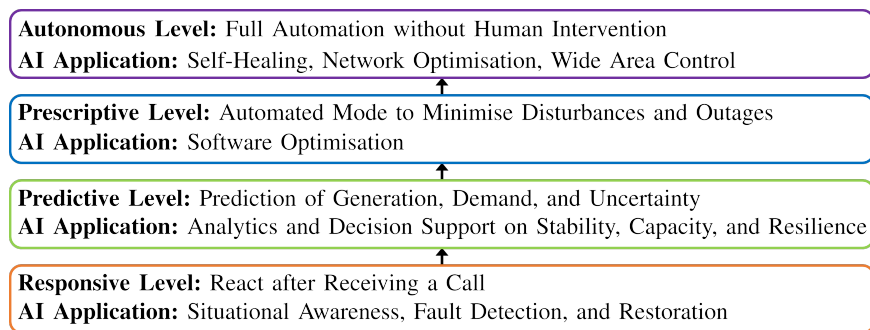 Autonomous Level: Full Automation without Human Intervention
AI Application: Self-Healing, Network Optimisation, Wide Area Control
Prescriptive Level: Automated Mode to Minimise Disturbances and Outages
AI Application: Software Optimisation
Predictive Level: Prediction of Generation, Demand, and Uncertainty
AI Application: Analytics and Decision Support on Stability, Capacity, and Resilience
Responsive Level: React after Receiving a Call
AI Application: Situational Awareness, Fault Detection, and Restoration